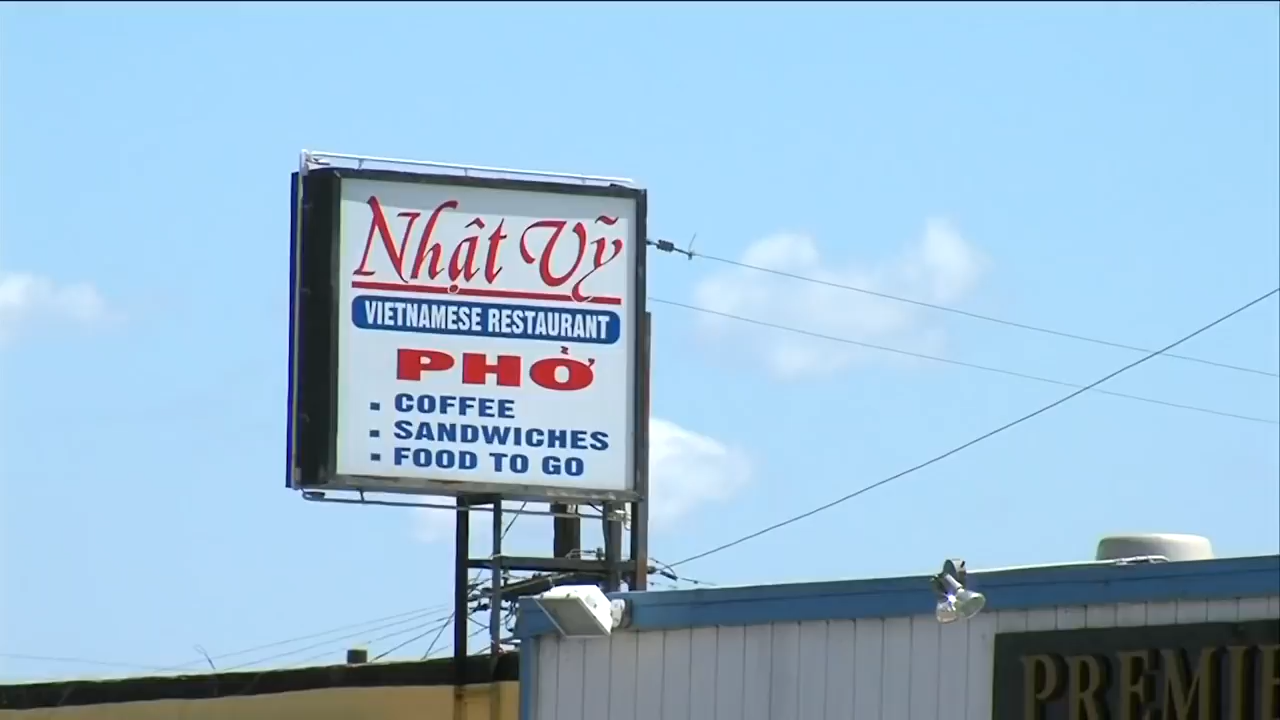 Nhật Vỹ
VIETNAMESE RESTAURANT
PHỞ
▪ COFFEE
▪ SANDWICHES
▪ FOOD TO GO